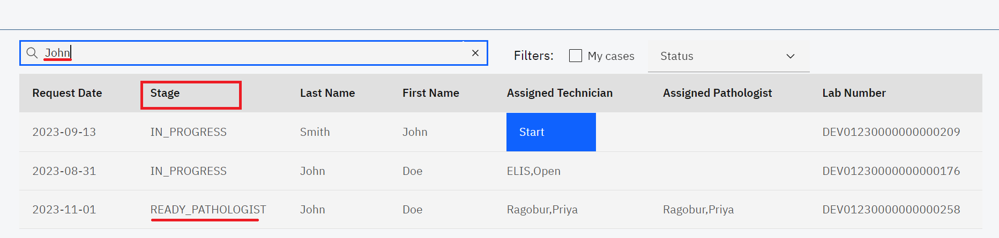 John
Filters: My cases Status
Request Date Stage Last Name First Name Assigned Technician Assigned Pathologist Lab Number
2023-09-13 IN_PROGRESS Smith John Start DEV01230000000000209
2023-08-31 IN_PROGRESS John Doe ELIS,Open DEV01230000000000176
2023-11-01 READY_PATHOLOGIST John Doe Ragobur,Priya Ragobur,Priya DEV01230000000000258